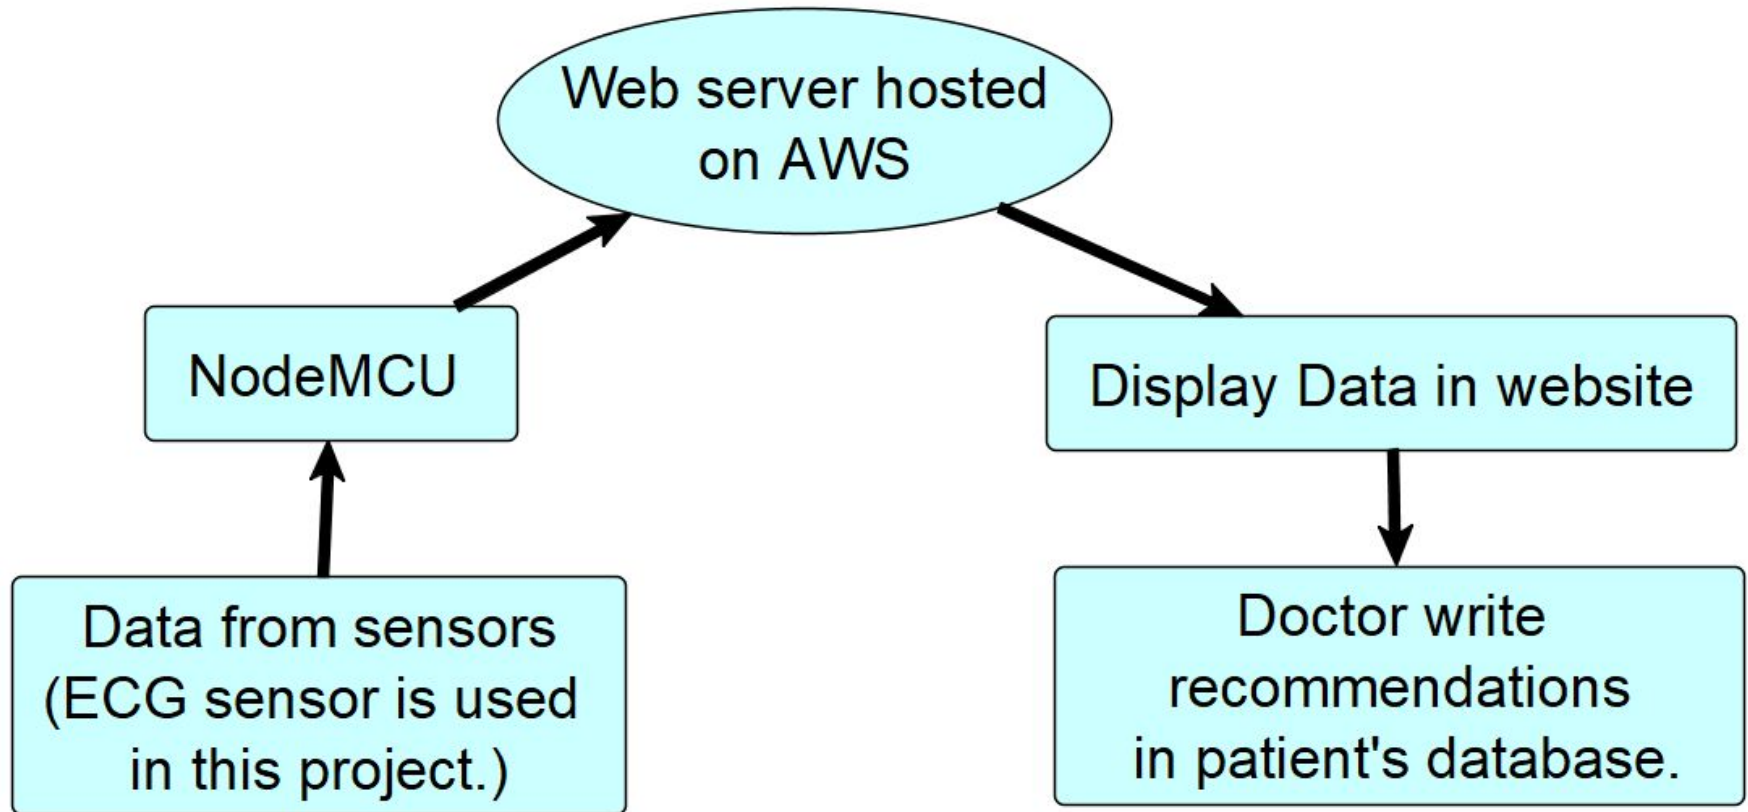 Web server hosted
on AWS
NodeMCU
Display Data in website
Data from sensors
(ECG sensor is used
in this project.)
Doctor write
recommendations
in patient's database.